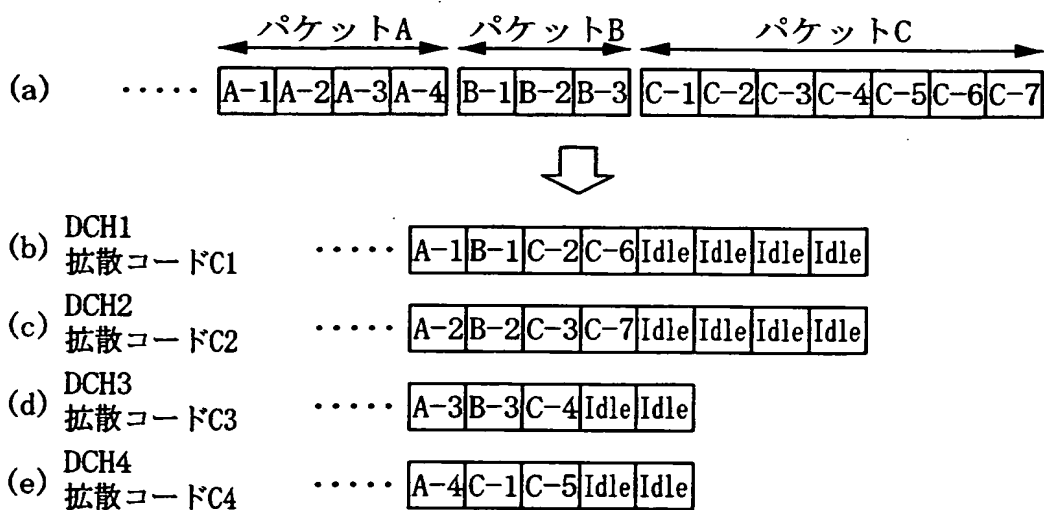 パケットA パケットB パケットC
(a) ····· A-1 A-2 A-3 A-4 B-1 B-2 B-3 C-1 C-2 C-3 C-4 C-5 C-6 C-7
(b) DCH1
拡散コードC1 ····· A-1 B-1 C-2 C-6 Idle Idle Idle Idle
(c) DCH2
拡散コードC2 ····· A-2 B-2 C-3 C-7 Idle Idle Idle Idle
(d) DCH3
拡散コードC3 ····· A-3 B-3 C-4 Idle Idle
(e) DCH4
拡散コードC4 ····· A-4 C-1 C-5 Idle Idle